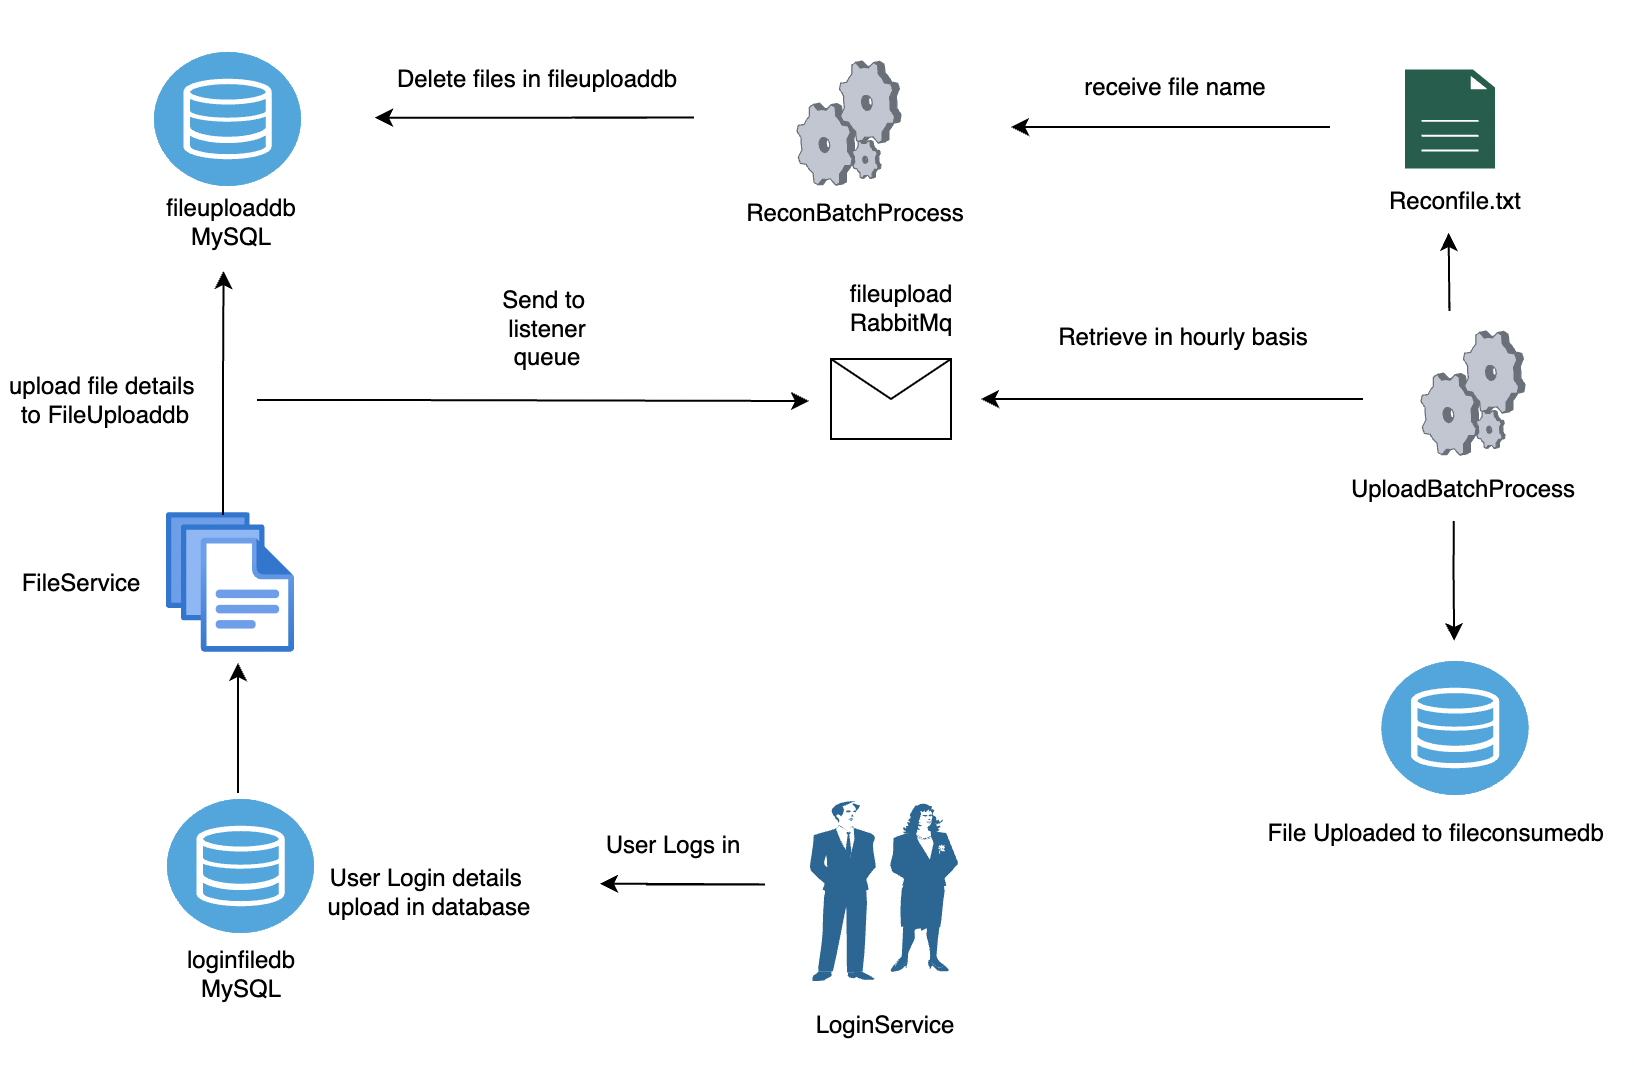 Delete files in fileuploaddb
receive file name
fileuploaddb
MySQL
ReconBatchProcess
Reconfile.txt
Send to
listener
queue
fileupload
RabbitMq
Retrieve in hourly basis
upload file details
to FileUploaddb
UploadBatchProcess
FileService
File Uploaded to fileconsumedb
User Logs in
User Login details
upload in database
loginfiledb
MySQL
LoginService